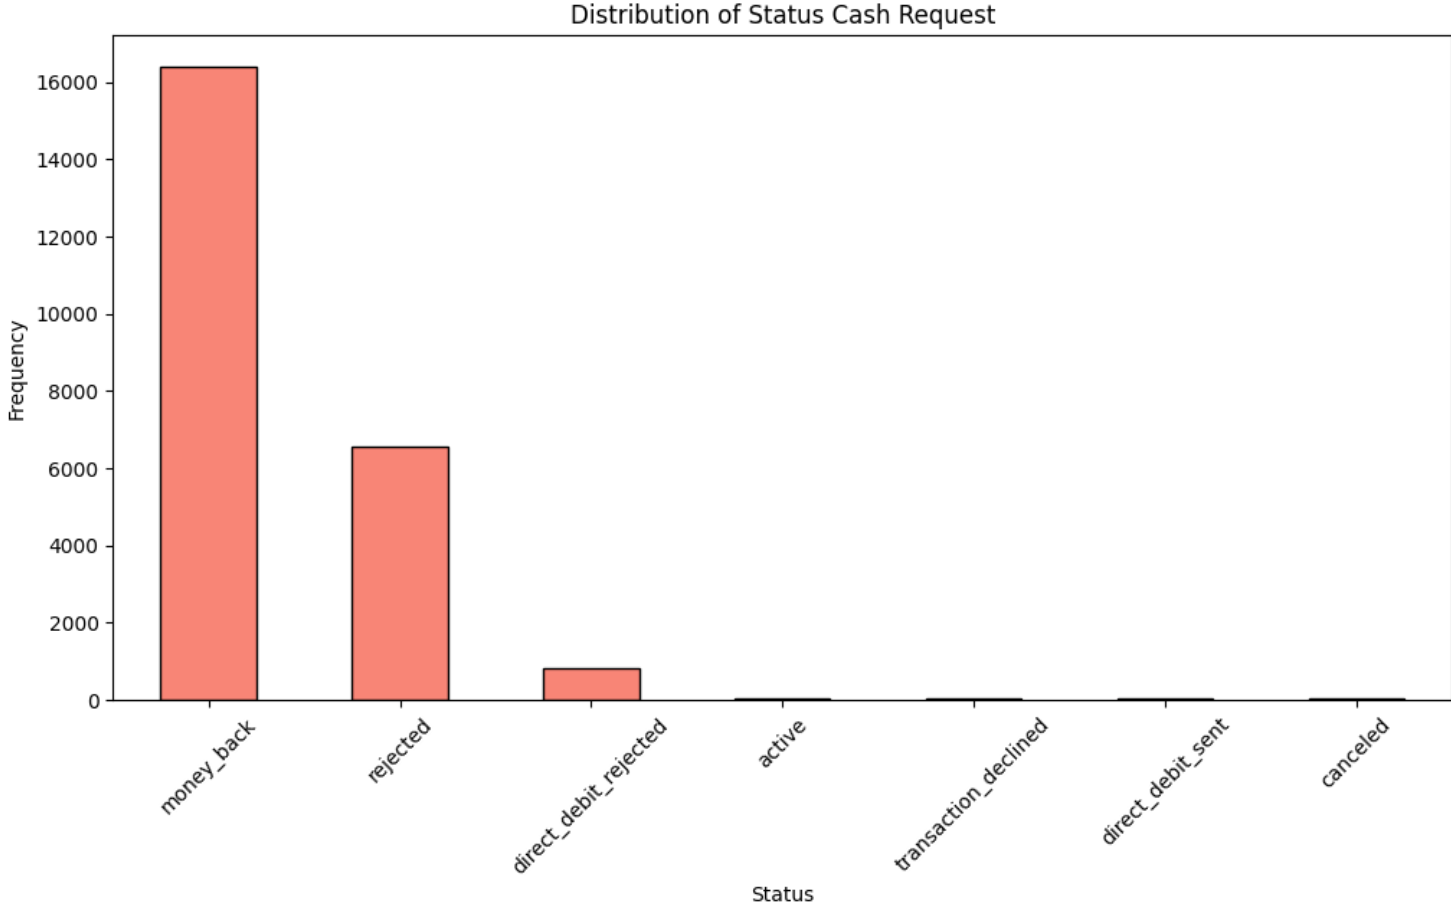 Distribution of Status Cash Request
16000
14000
12000
10000
8000
6000
4000
2000
0
Frequency
money_back
rejected
direct_debit_rejected
active
transaction_declined
direct_debit_sent
canceled
Status